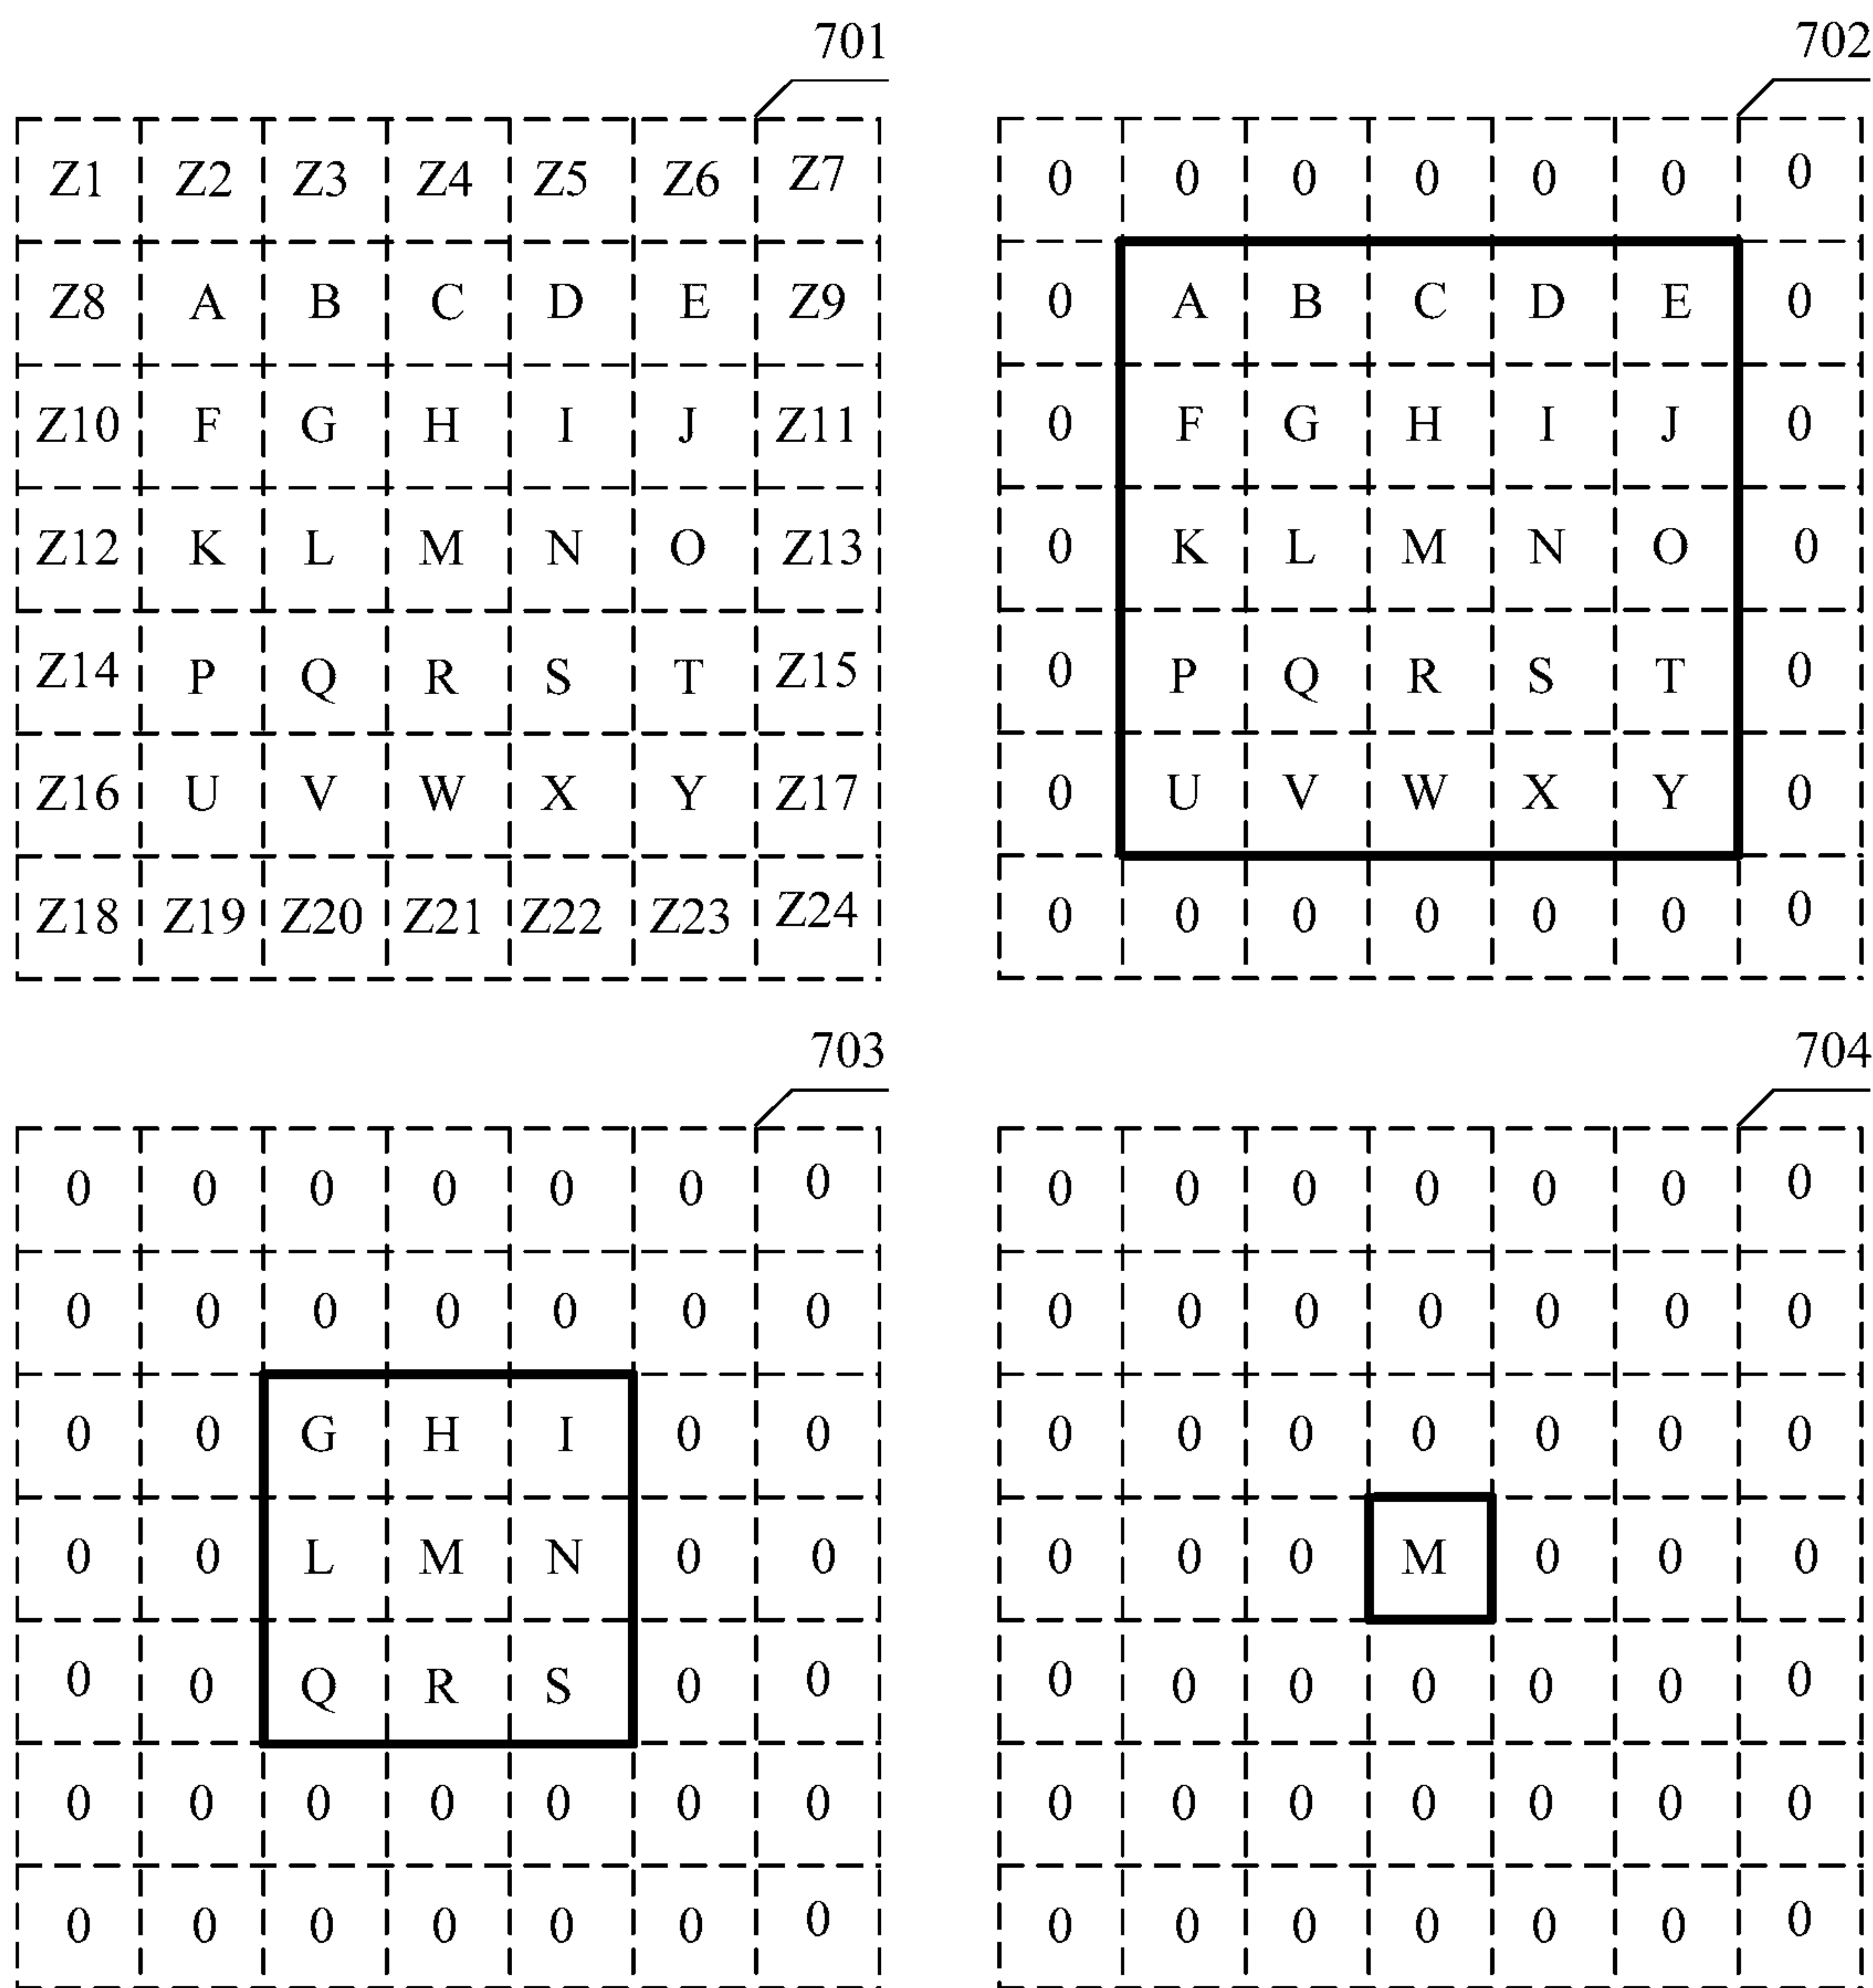 701
Z1 Z2 Z3 Z4 Z5 Z6 Z7
Z8 A B C D E Z9
Z10 F G H I J Z11
Z12 K L M N O Z13
Z14 P Q R S T Z15
Z16 U V W X Y Z17
Z18 Z19 Z20 Z21 Z22 Z23 Z24
702
0 0 0 0 0 0 0
0 A B C D E 0
0 F G H I J 0
0 K L M N O 0
0 P Q R S T 0
0 U V W X Y 0
0 0 0 0 0 0 0
703
0 0 0 0 0 0 0
0 0 0 0 0 0 0
0 0 G H I 0 0
0 0 L M N 0 0
0 0 Q R S 0 0
0 0 0 0 0 0 0
0 0 0 0 0 0 0
704
0 0 0 0 0 0 0
0 0 0 0 0 0 0
0 0 0 0 0 0 0
0 0 0 M 0 0 0
0 0 0 0 0 0 0
0 0 0 0 0 0 0
0 0 0 0 0 0 0